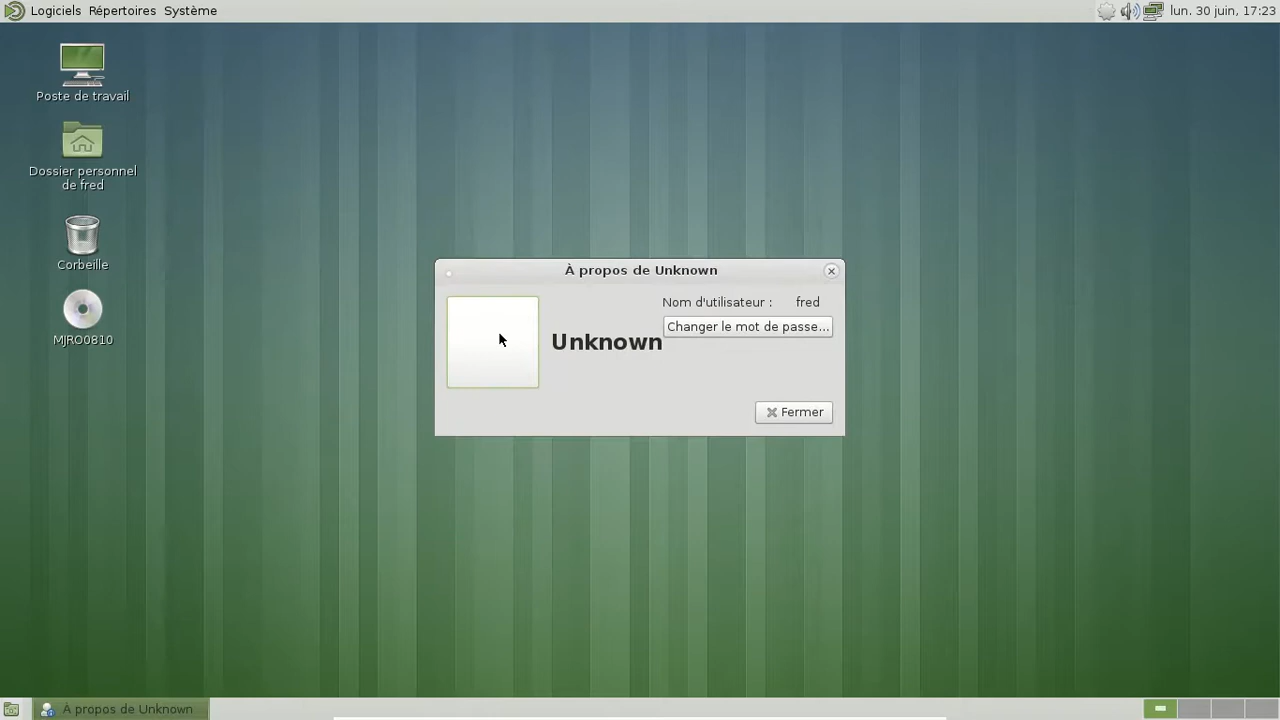 Logiciels Répertoires Système
lun. 30 juin, 17:23
Poste de travail
Dossier personnel
de fred
Corbeille
MJRO0810
À propos de Unknown
Nom d'utilisateur : fred
Changer le mot de passe...
Unknown
Fermer
À propos de Unknown